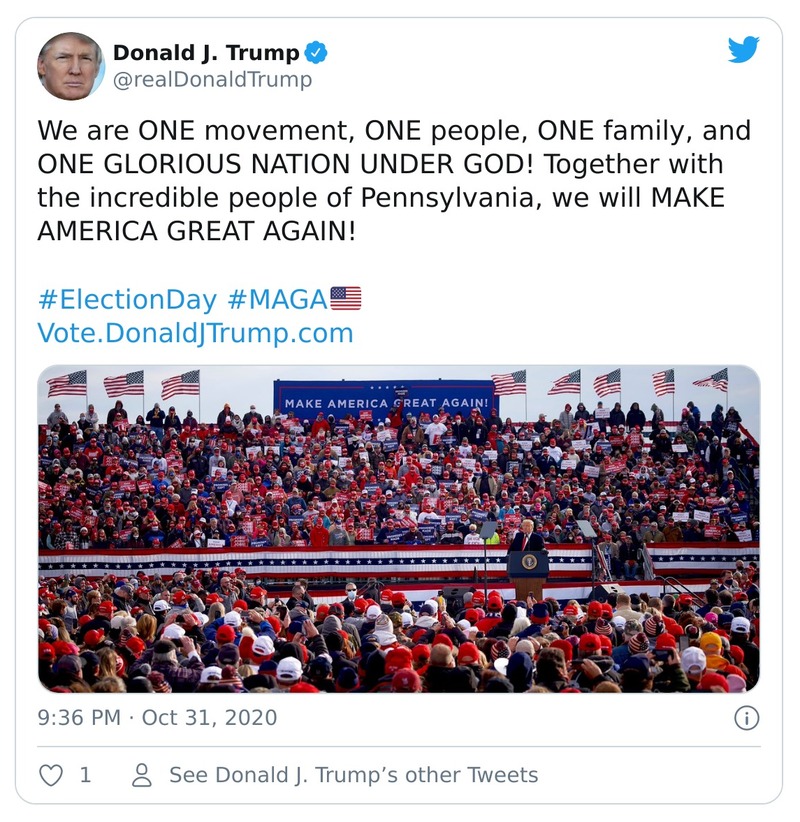 Donald J. Trump
@realDonaldTrump
We are ONE movement, ONE people, ONE family, and
ONE GLORIOUS NATION UNDER GOD! Together with
the incredible people of Pennsylvania, we will MAKE
AMERICA GREAT AGAIN!
#ElectionDay #MAGA🇺🇸
Vote.DonaldJTrump.com
MAKE AMERICA GREAT AGAIN!
9:36 PM · Oct 31, 2020
1
See Donald J. Trump’s other Tweets